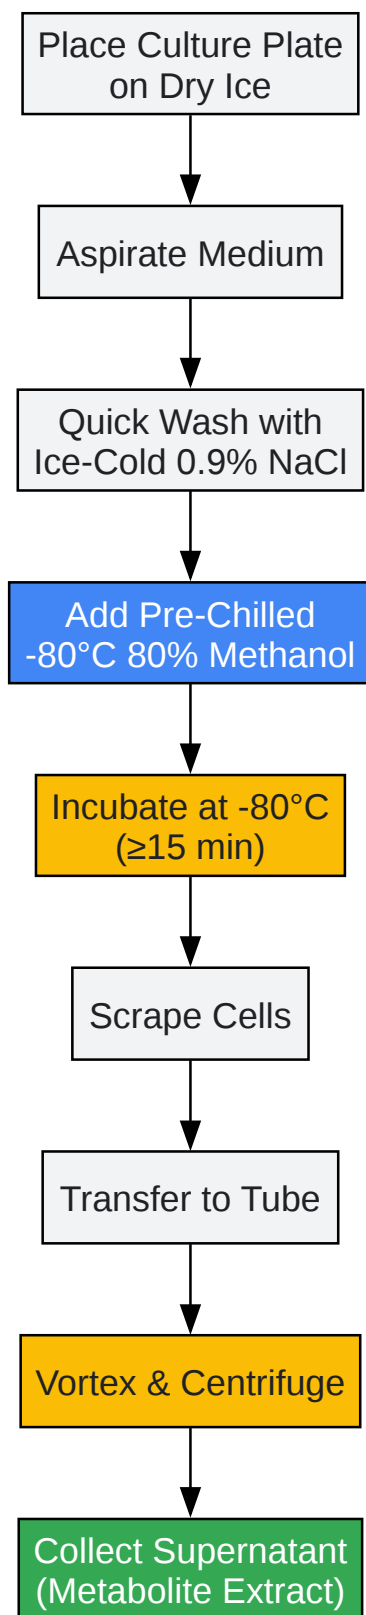 Place Culture Plate
on Dry Ice
Aspirate Medium
Quick Wash with
Ice-Cold 0.9% NaCl
Add Pre-Chilled
-80°C 80% Methanol
Incubate at -80°C
(≥15 min)
Scrape Cells
Transfer to Tube
Vortex & Centrifuge
Collect Supernatant
(Metabolite Extract)